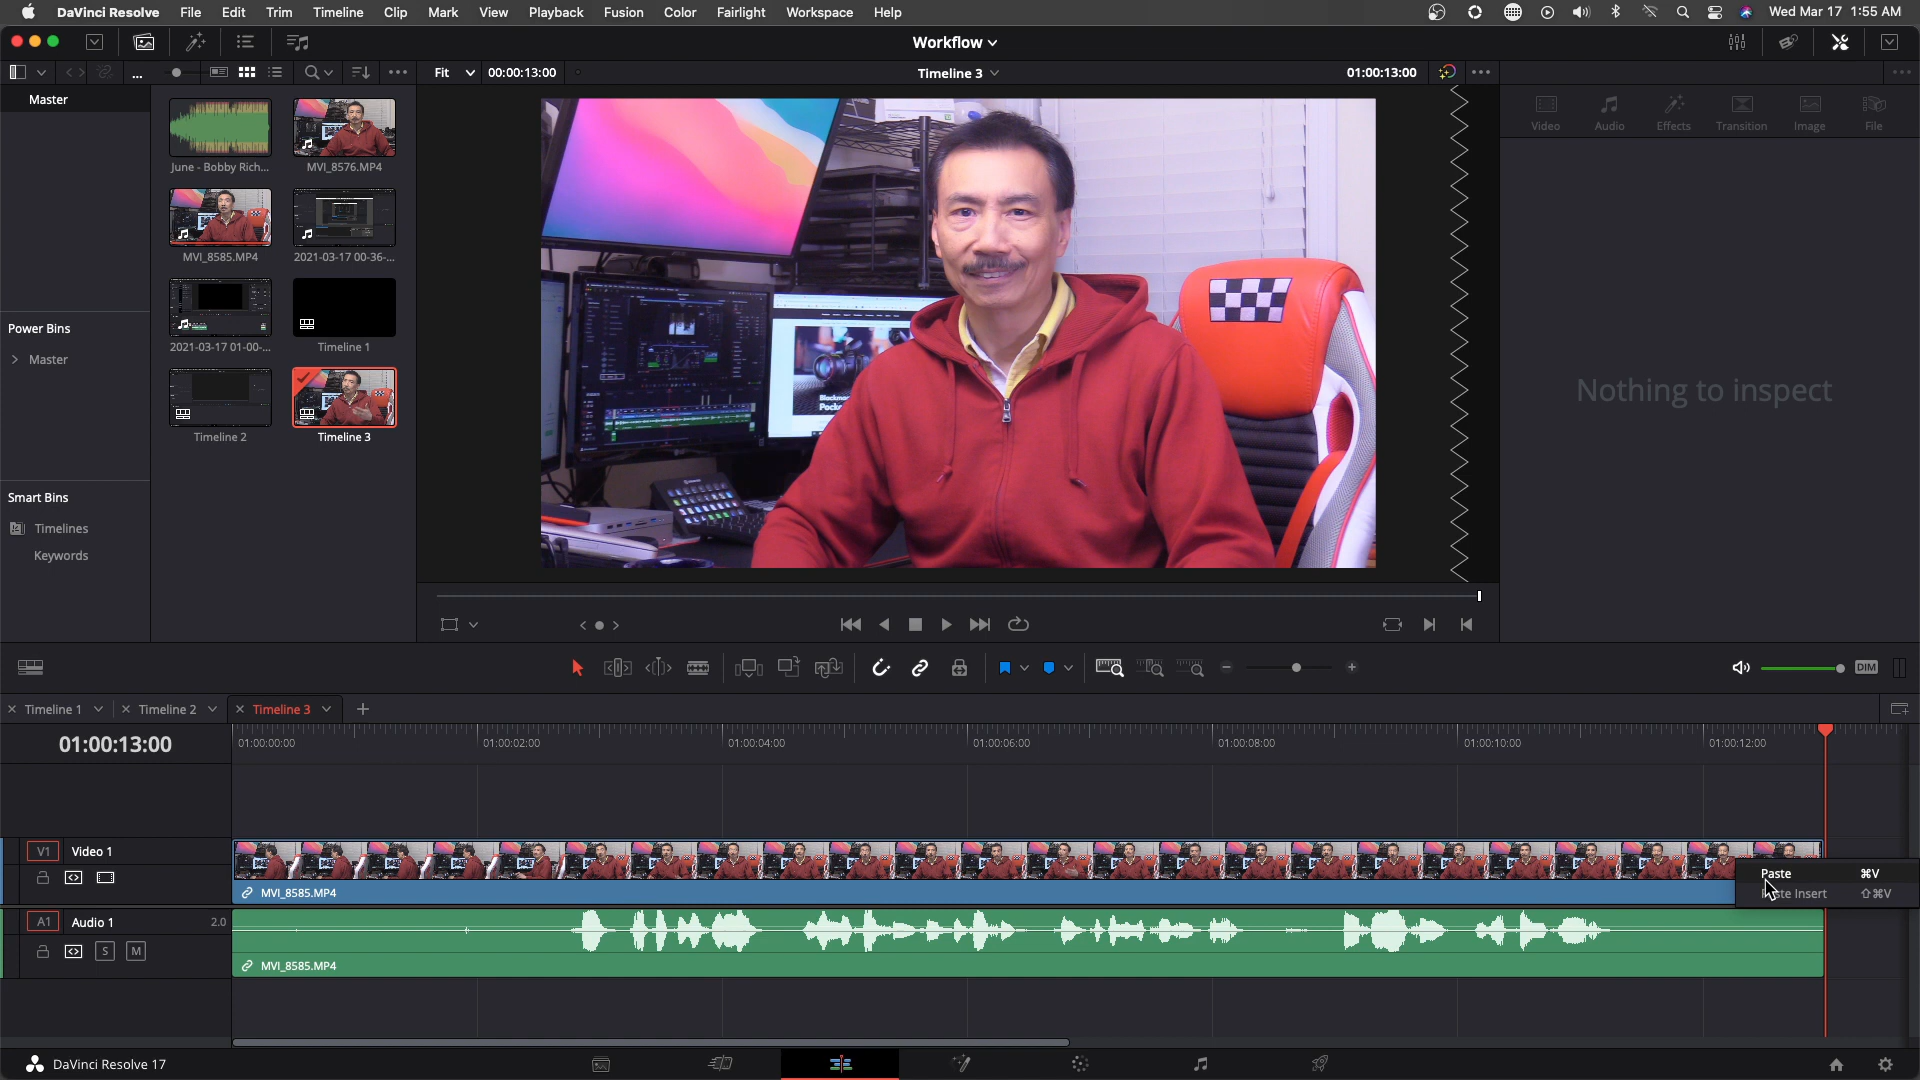 DaVinci Resolve File Edit Trim Timeline Clip Mark View Playback Fusion Color Fairlight Workspace Help Wed Mar 17 1:55 AM
Workflow
... Fit 00:00:13:00 Timeline 3 01:00:13:00
Master
Video Audio Effects Transition Image File
June - Bobby Rich... MVI_8576.MP4
MVI_8585.MP4 2021-03-17 00-36-...
Power Bins
2021-03-17 01-00-... Timeline 1
Master
Nothing to inspect
Timeline 2 Timeline 3
Smart Bins
Timelines
Keywords
DIM
Timeline 1 Timeline 2 Timeline 3
01:00:13:00 01:00:00:00 01:00:02:00 01:00:04:00 01:00:06:00 01:00:08:00 01:00:10:00 01:00:12:00
V1 Video 1
Paste ⌘V
MVI_8585.MP4
Insert ⇧⌘V
A1 Audio 1 2.0
S M
MVI_8585.MP4
DaVinci Resolve 17